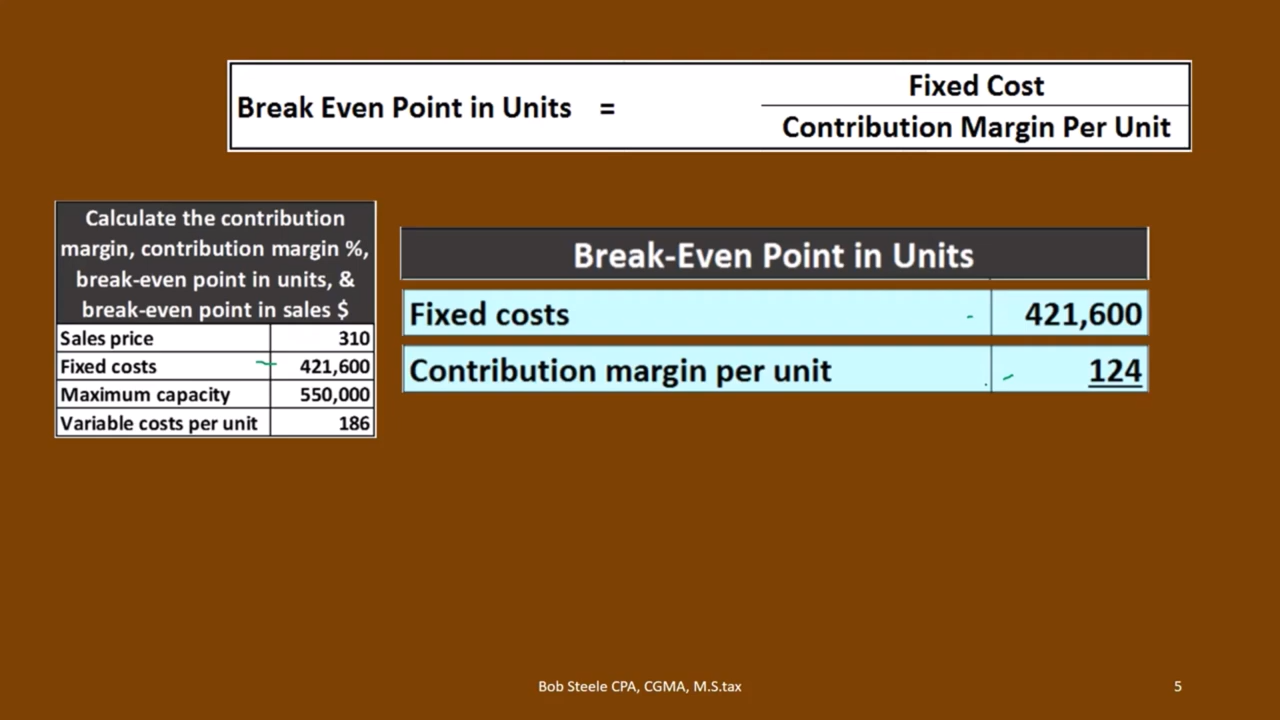 Break Even Point in Units = Fixed Cost
Contribution Margin Per Unit
Calculate the contribution
margin, contribution margin %,
break-even point in units, &
break-even point in sales $
Sales price 310
Fixed costs 421,600
Maximum capacity 550,000
Variable costs per unit 186
Break-Even Point in Units
Fixed costs 421,600
Contribution margin per unit 124
Bob Steele CPA, CGMA, M.S.tax
5